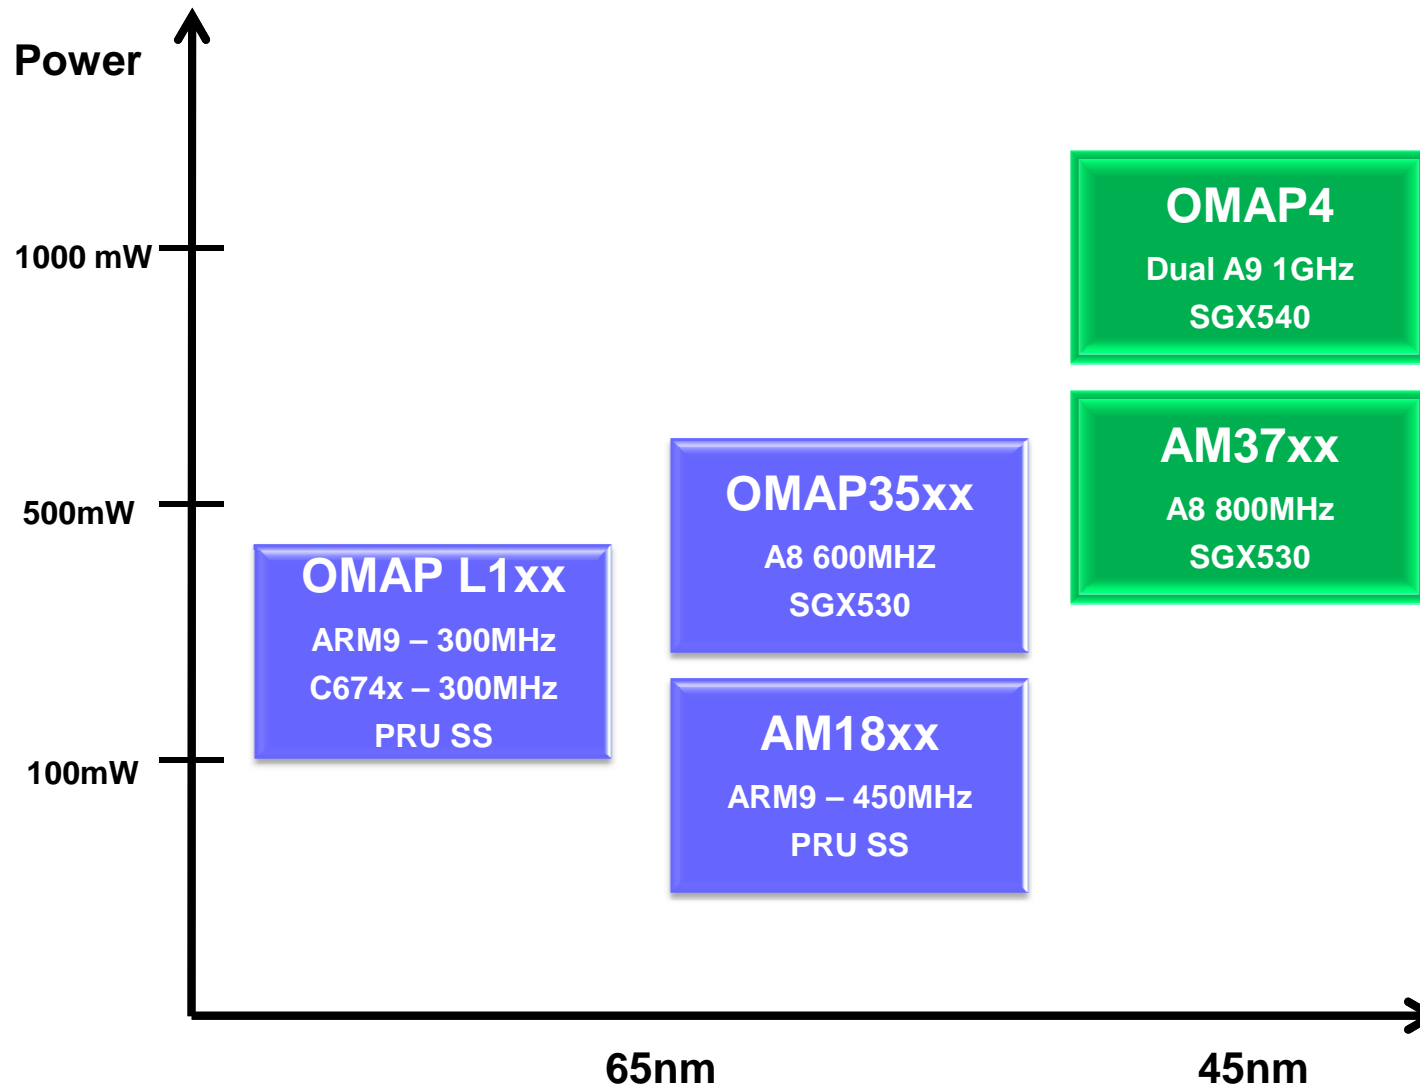 Power
1000 mW
500mW
100mW
OMAP L1xx
ARM9 – 300MHz
C674x – 300MHz
PRU SS
OMAP35xx
A8 600MHZ
SGX530
AM18xx
ARM9 – 450MHz
PRU SS
OMAP4
Dual A9 1GHz
SGX540
AM37xx
A8 800MHz
SGX530
65nm
45nm